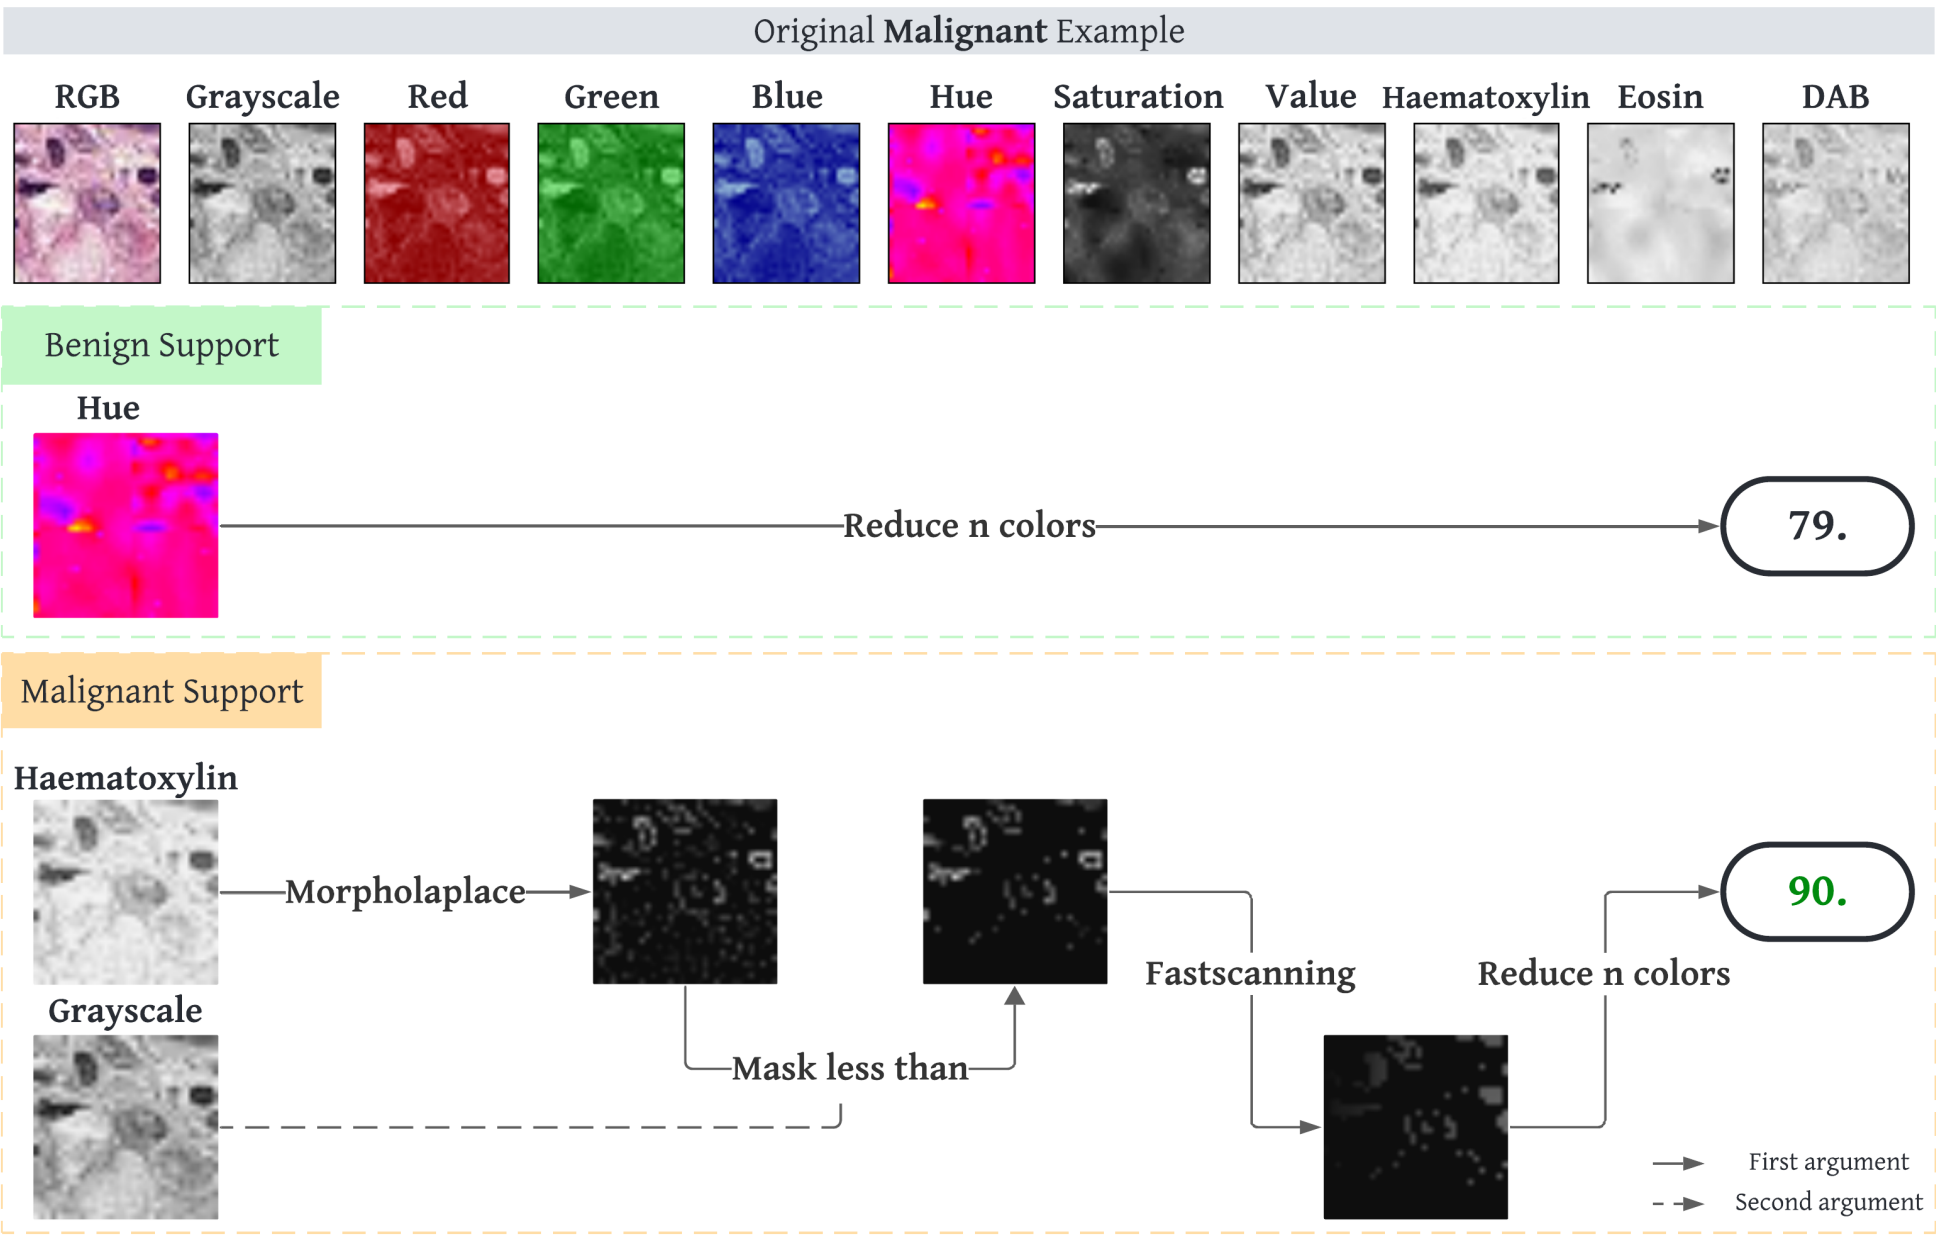 Original Malignant Example
RGB Grayscale Red Green Blue Hue Saturation Value Haematoxylin Eosin DAB
Benign Support
Hue
Reduce n colors
79.
Malignant Support
Haematoxylin
Morpholaplace
90.
Fastscanning
Reduce n colors
Grayscale
Mask less than
First argument
Second argument